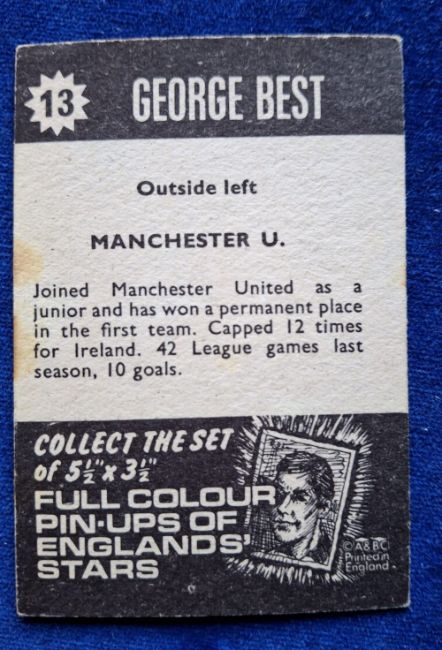 13
GEORGE BEST
Outside left
MANCHESTER U.
Joined Manchester United as a
junior and has won a permanent place
in the first team. Capped 12 times
for Ireland. 42 League games last
season, 10 goals.
COLLECT THE SET
of 5½" x 3½"
FULL COLOUR
PIN-UPS OF
ENGLANDS'
STARS
© A&BC
Printed in
England